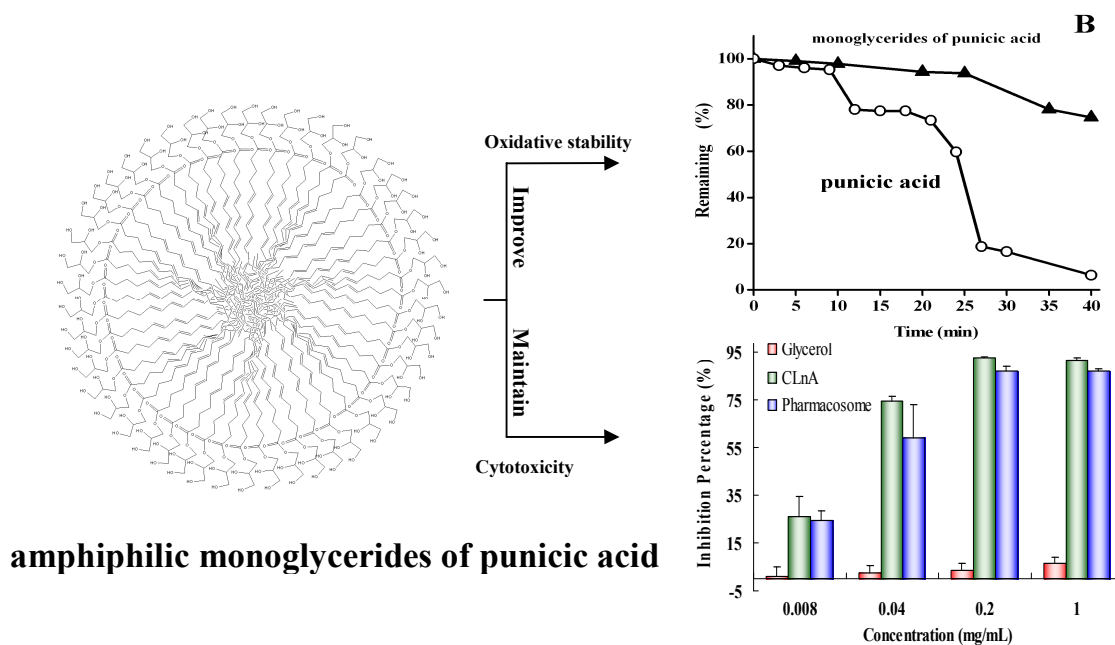 B
monoglycerides of punicic acid
100
80
60
40
20
0
Remaining (%)
punicic acid
0 5 10 15 20 25 30 35 40
Time (min)
Oxidative stability
Improve
Maintain
Cytotoxicity
amphiphilic monoglycerides of punicic acid
Glycerol
CLnA
Pharmacosome
95
75
55
35
15
-5
Inhibition Percentage (%)
0.008 0.04 0.2 1
Concentration (mg/mL)